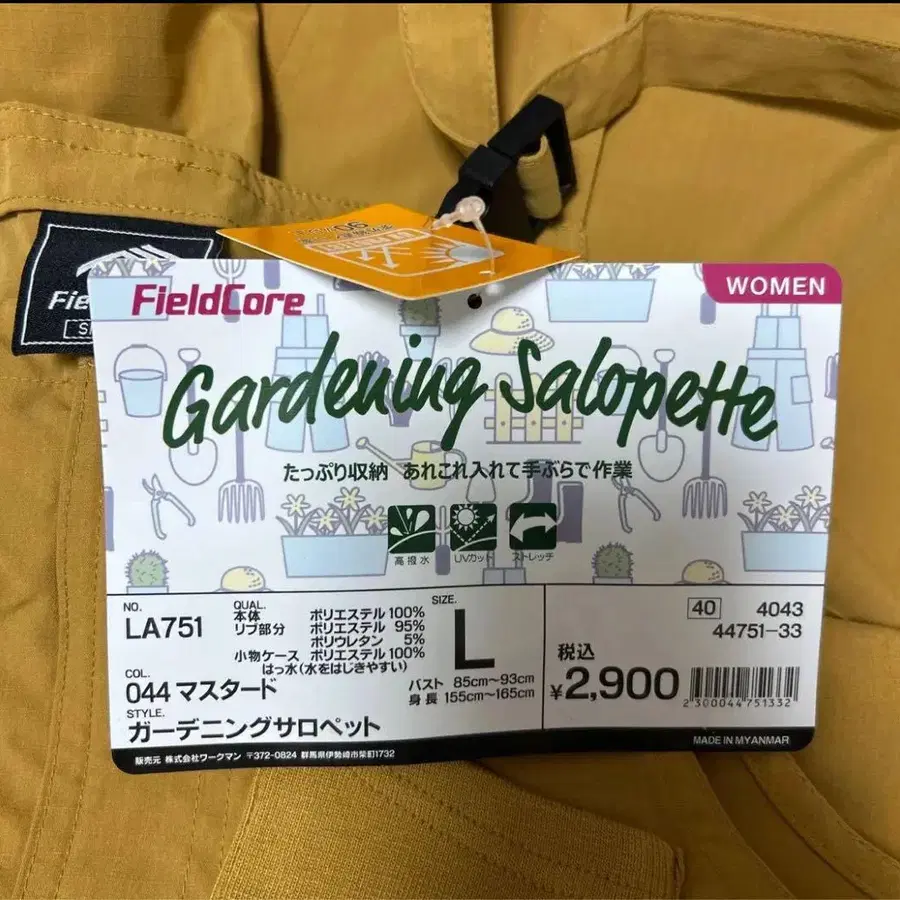 FieldCore
WOMEN
Gardening Salopette
たっぷり収納 あれこれ入れて手ぶらで作業
高撥水 UVカット ストレッチ
NO.
LA751
QUAL.
本体 ポリエステル 100%
リブ部分 ポリエステル 95%
ポリウレタン 5%
小物ケース ポリエステル 100%
はっ水(水をはじきやすい)
COL.
044 マスタード
STYLE.
ガーデニングサロペット
SIZE.
L
バスト 85cm〜93cm
身長 155cm〜165cm
40 4043
44751-33
税込
¥2,900
2300044751332
MADE IN MYANMAR
販売元 株式会社ワークマン 〒372-0824 群馬県伊勢崎市柴町1732